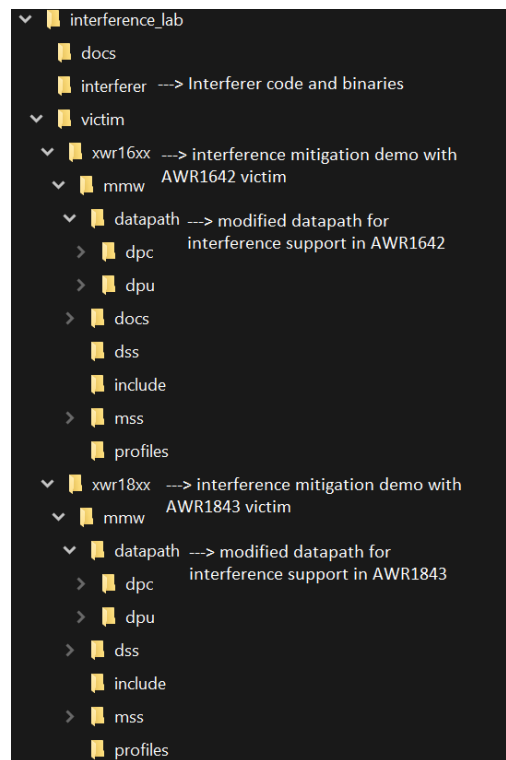 interference_lab
docs
interferer ---> Interferer code and binaries
victim
xwr16xx ---> interference mitigation demo with
mmw AWR1642 victim
datapath ---> modified datapath for
dpc interference support in AWR1642
dpu
docs
dss
include
mss
profiles
xwr18xx ---> interference mitigation demo with
mmw AWR1843 victim
datapath ---> modified datapath for
dpc interference support in AWR1843
dpu
dss
include
mss
profiles